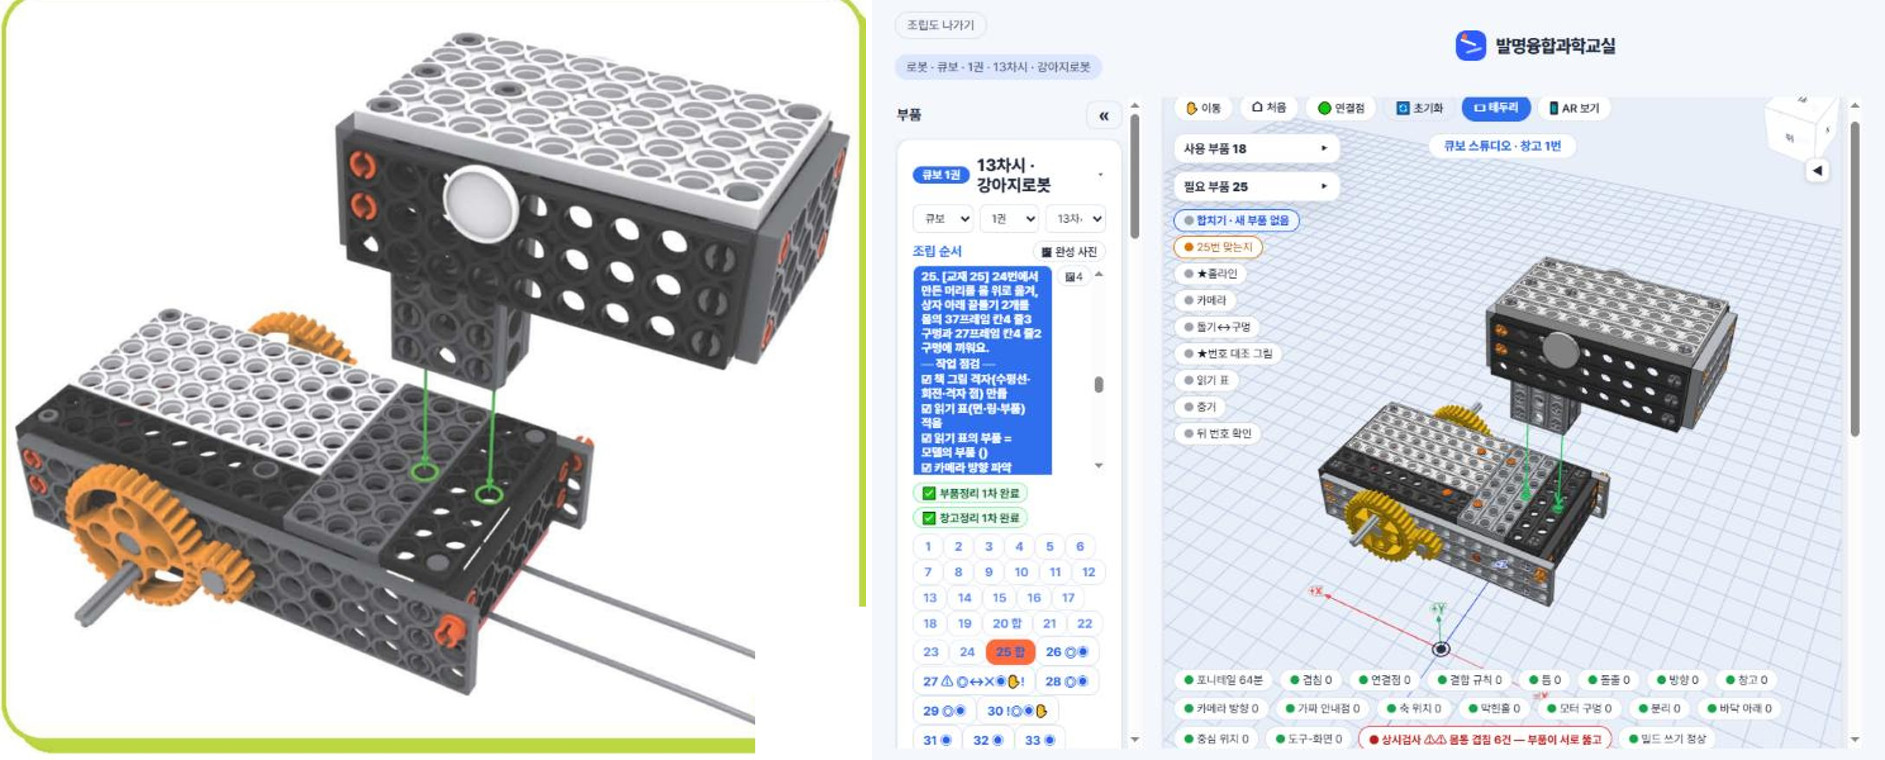 조립도 나가기
발명융합과학교실
로봇 · 큐보 · 1권 · 13차시 · 강아지로봇
부품
«
큐보 1권
13차시 ·
강아지로봇
큐보
1권
13차
조립 순서
완성 사진
25. [교재 25] 24번에서
만든 머리를 몸 위로 옮겨,
상자 아래 끝돌기 2개를
몸의 37프레임 칸4 줄3
구멍과 27프레임 칸4 줄2
구멍에 끼워요.
— 작업 점검 —
☑ 책 그림 격자(수평선·
회전·격자 점) 만듦
☑ 읽기 표(면·링·부품)
적음
☑ 읽기 표의 부품 =
모델의 부품 ()
☑ 카메라 방향 파악
4
✅ 부품정리 1차 완료
✅ 창고정리 1차 완료
1 2 3 4 5 6
7 8 9 10 11 12
13 14 15 16 17
18 19 20 합 21 22
23 24 25 합 26 ◎◉
27 ⚠◎↔✕◉✋! 28 ◎◉
29 ◎◉ 30 !◎◉✋
31 ◉ 32 ◉ 33 ◉
이동
처음
연결점
초기화
테두리
AR 보기
큐보 스튜디오 · 창고 1번
사용 부품 18
필요 부품 25
합치기 · 새 부품 없음
25번 맞는지
★홈라인
카메라
돌기↔구멍
★번호 대조 그림
읽기 표
증거
뒤 번호 확인
뒤
+X
+Y
포니테일 64분
겹침 0
연결점 0
결합 규칙 0
틈 0
돌출 0
방향 0
창고 0
카메라 방향 0
가짜 안내점 0
축 위치 0
막힌홀 0
모터 구멍 0
분리 0
바닥 아래 0
중심 위치 0
도구-화면 0
상시검사 ⚠⚠ 몸통 겹침 6건 — 부품이 서로 뚫고
빌드 쓰기 정상